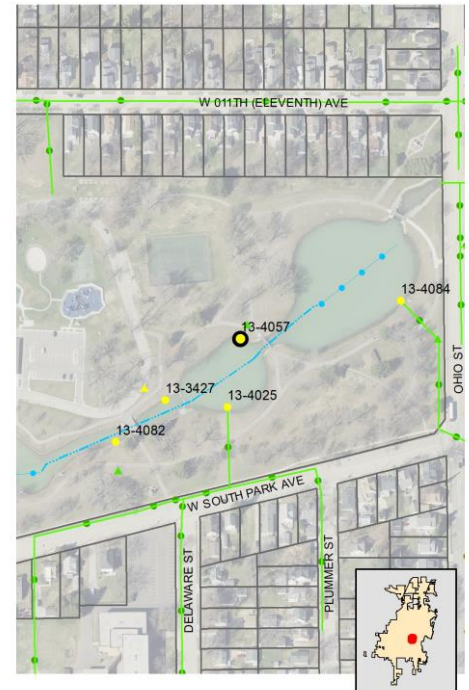 W 011TH (ELEVENTH) AVE
13-4084
13-4057
OHIO ST
13-3427
13-4025
13-4082
W SOUTH PARK AVE
DELAWARE ST
PLUMMER ST